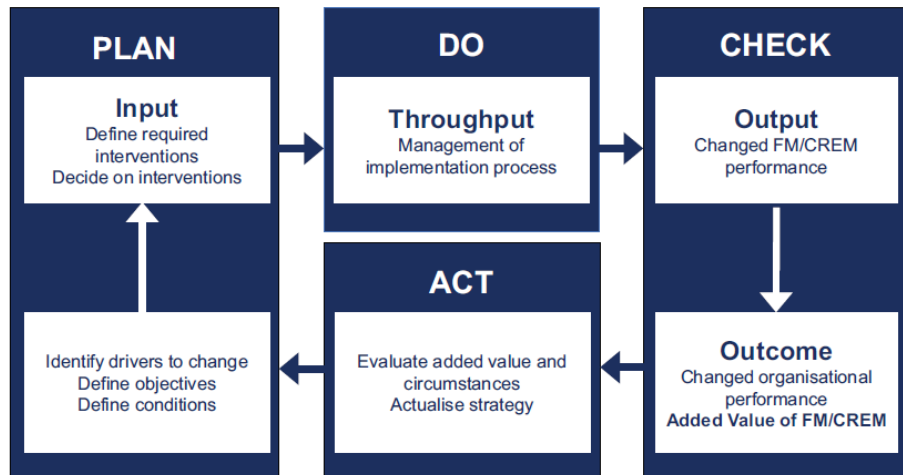 PLAN
Input
Define required
interventions
Decide on interventions
Identify drivers to change
Define objectives
Define conditions
DO
Throughput
Management of
implementation process
ACT
Evaluate added value and
circumstances
Actualise strategy
CHECK
Output
Changed FM/CREM
performance
Outcome
Changed organisational
performance
Added Value of FM/CREM